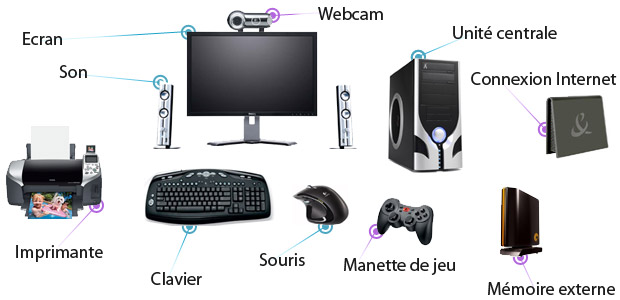 Webcam
Ecran
Unité centrale
Son
Connexion Internet
&
Imprimante
Clavier
Souris
Manette de jeu
Mémoire externe